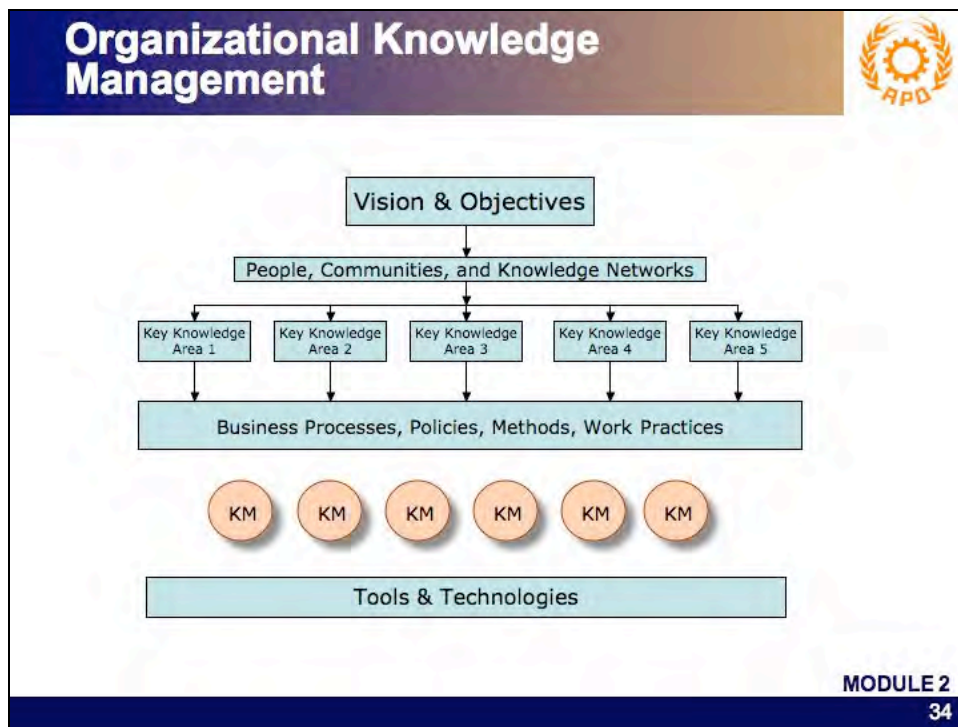 Organizational Knowledge
Management
APO
Vision & Objectives
People, Communities, and Knowledge Networks
Key Knowledge
Area 1
Key Knowledge
Area 2
Key Knowledge
Area 3
Key Knowledge
Area 4
Key Knowledge
Area 5
Business Processes, Policies, Methods, Work Practices
KM
KM
KM
KM
KM
KM
Tools & Technologies
MODULE 2
34